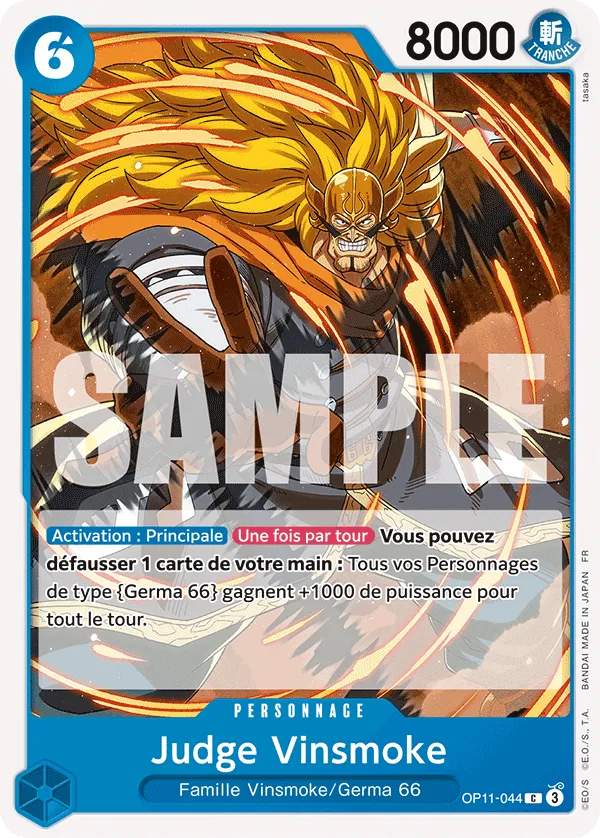 6
8000
斬
TRANCHE
tasaka
SAMPLE
Activation : Principale Une fois par tour Vous pouvez
défausser 1 carte de votre main : Tous vos Personnages
de type {Germa 66} gagnent +1000 de puissance pour
tout le tour.
PERSONNAGE
Judge Vinsmoke
Famille Vinsmoke/Germa 66
OP11-044 C 3
©EO/S ©E.O./S., T.A. BANDAI MADE IN JAPAN FR